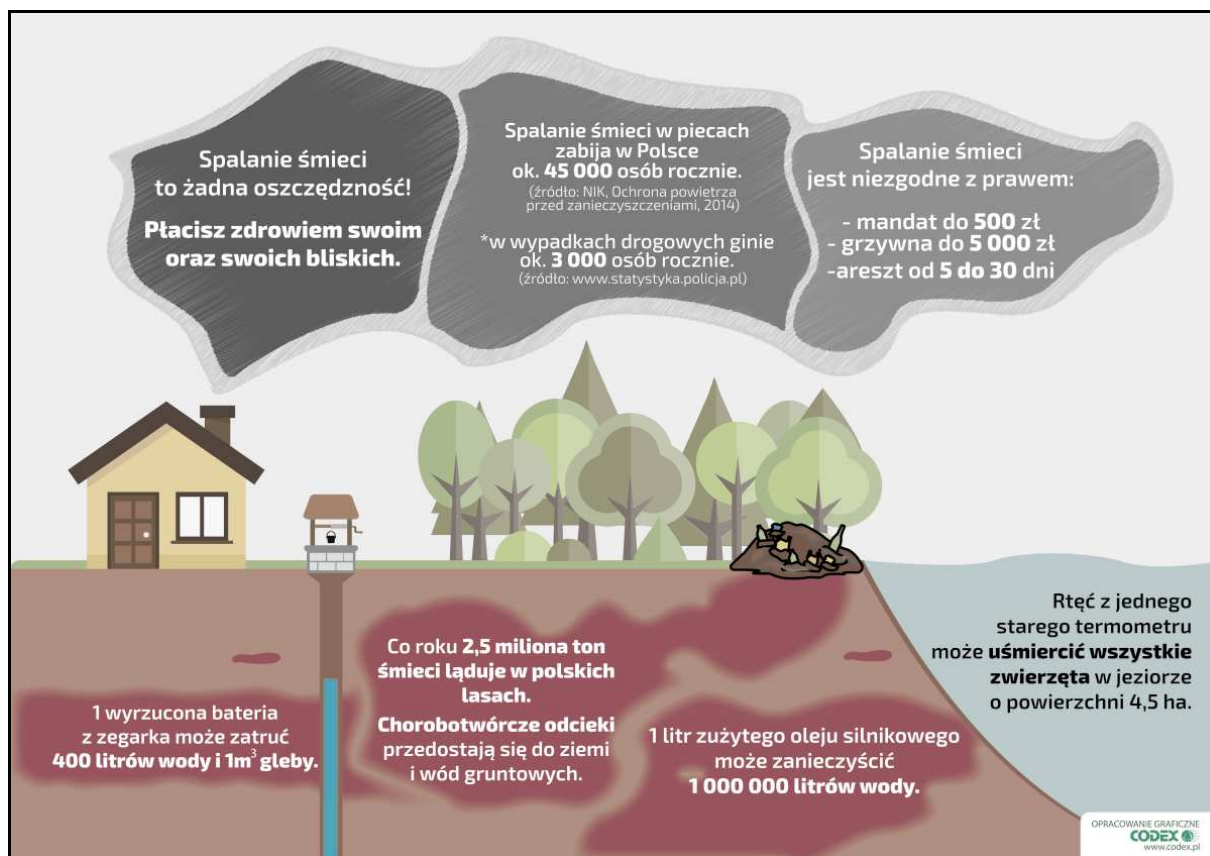 Spalanie śmieci
to żadna oszczędność!
Płacisz zdrowiem swoim
oraz swoich bliskich.
Spalanie śmieci w piecach
zabija w Polsce
ok. 45 000 osób rocznie.
(źródło: NIK, Ochrona powietrza
przed zanieczyszczeniami, 2014)
*w wypadkach drogowych ginie
ok. 3 000 osób rocznie.
(źródło: www.statystyka.policja.pl)
Spalanie śmieci
jest niezgodne z prawem:
- mandat do 500 zł
- grzywna do 5 000 zł
-areszt od 5 do 30 dni
1 wyrzucona bateria
z zegarka może zatruć
400 litrów wody i 1m³ gleby.
Co roku 2,5 miliona ton
śmieci ląduje w polskich
lasach.
Chorobotwórcze odcieki
przedostają się do ziemi
i wód gruntowych.
1 litr zużytego oleju silnikowego
może zanieczyścić
1 000 000 litrów wody.
Rtęć z jednego
starego termometru
może uśmiercić wszystkie
zwierzęta w jeziorze
o powierzchni 4,5 ha.
OPRACOWANIE GRAFICZNE
CODEX
www.codex.pl